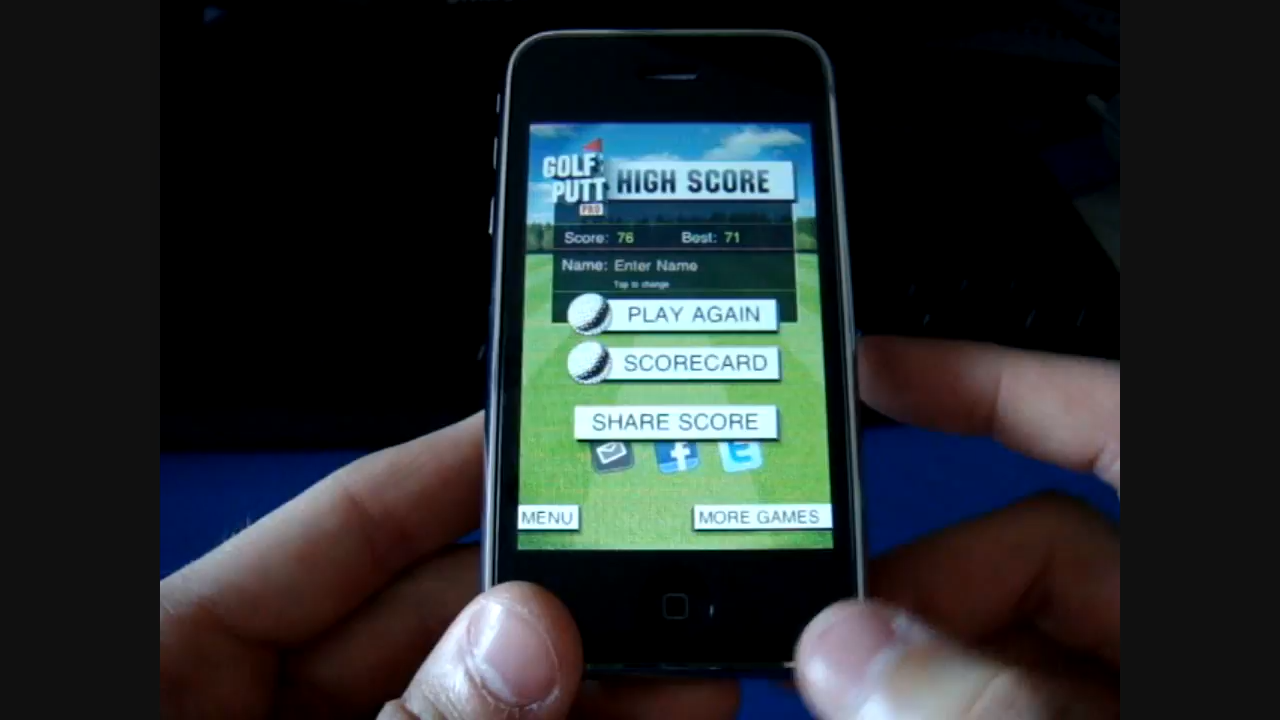 GOLF
PUTT
PRO
HIGH SCORE
Score: 76 Best: 71
Name: Enter Name
Tap to change
PLAY AGAIN
SCORECARD
SHARE SCORE
MENU
MORE GAMES